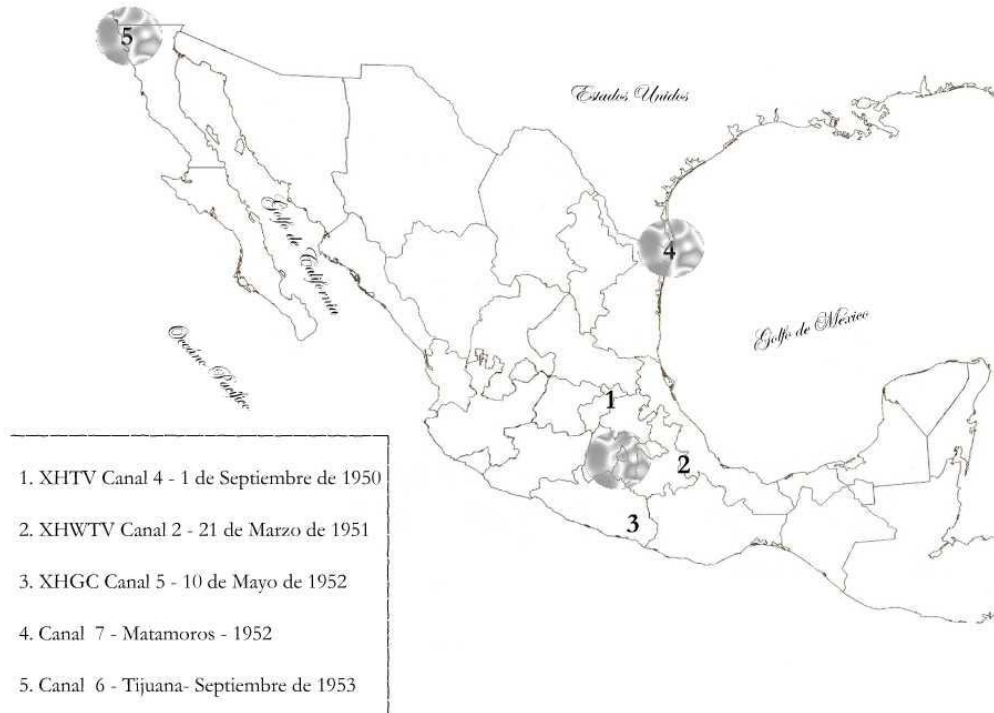 5
Estados Unidos
4
Golfo de California
Golfo de México
Océano Pacífico
1
2
3
1. XHTV Canal 4 - 1 de Septiembre de 1950
2. XHWTV Canal 2 - 21 de Marzo de 1951
3. XHGC Canal 5 - 10 de Mayo de 1952
4. Canal 7 - Matamoros - 1952
5. Canal 6 - Tijuana- Septiembre de 1953